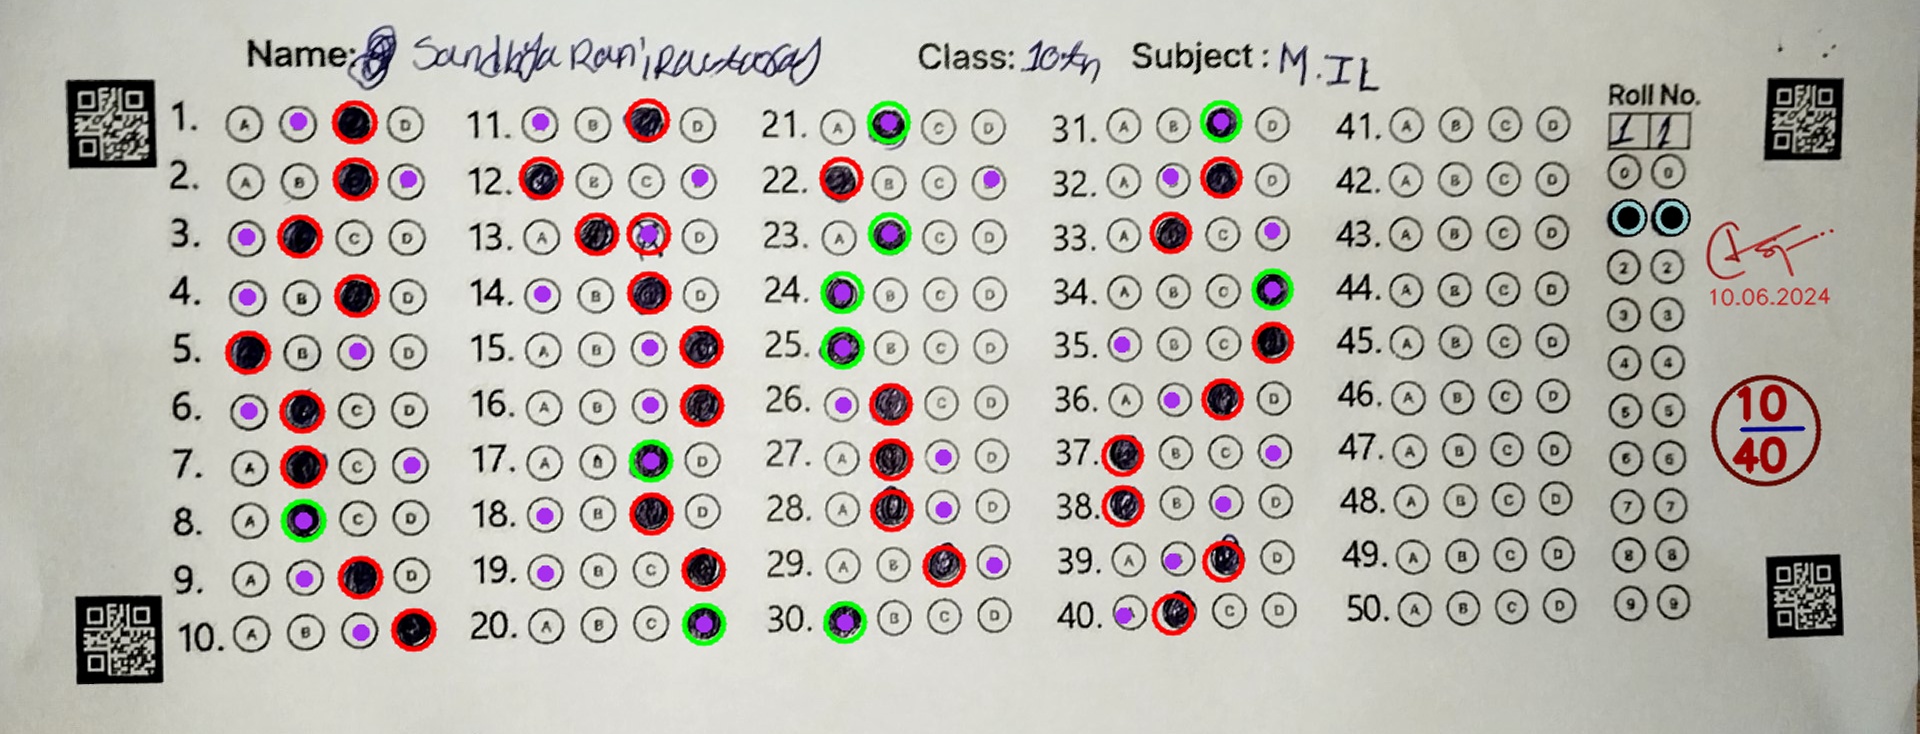 Name: Sandhya Rani
Class: 10th Subject : M.IL
1. A D 11. B D 21. A C D 31. A B D 41. A B C D
2. A B 12. B C 22. B C 32. A D 42. A B C D
3. C D 13. A D 23. A C D 33. A C 43. A B C D
4. B D 14. B D 24. B C D 34. A B C 44. A B C D
5. B D 15. A B 25. B C D 35. B C 45. A B C D
6. C D 16. A B 26. C D 36. A D 46. A B C D
7. A C 17. A B D 27. A D 37. B C 47. A B C D
8. A C D 18. B D 28. A D 38. B D 48. A B C D
9. A D 19. B C 29. A B 39. A D 49. A B C D
10. A B 20. A B C 30. B C D 40. C D 50. A B C D
Roll No.
1 1
0 0
2 2
3 3
4 4
5 5
6 6
7 7
8 8
9 9
10.06.2024
10
40